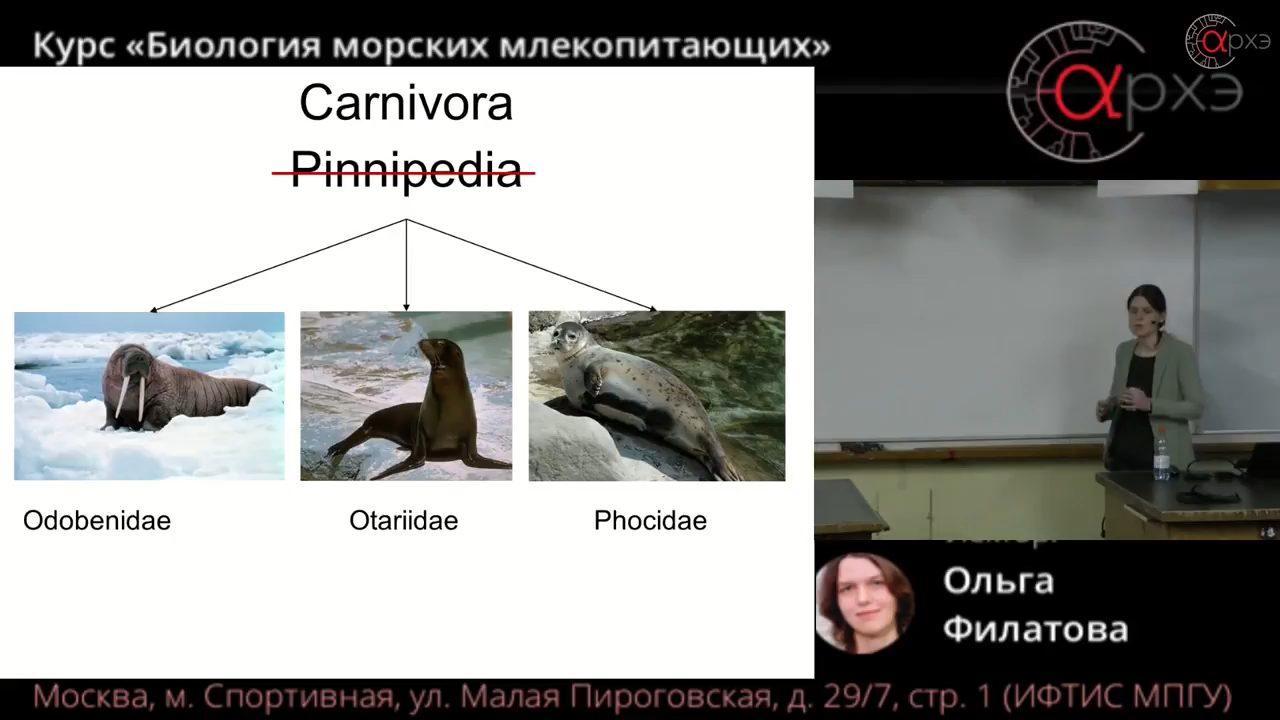 Курс «Биология морских млекопитающих»
αрхэ
αрхэ
Carnivora
Pinnipedia
Odobenidae
Otariidae
Phocidae
Ольга
Филатова
Москва, м. Спортивная, ул. Малая Пироговская, д. 29/7, стр. 1 (ИФТИС МПГУ)